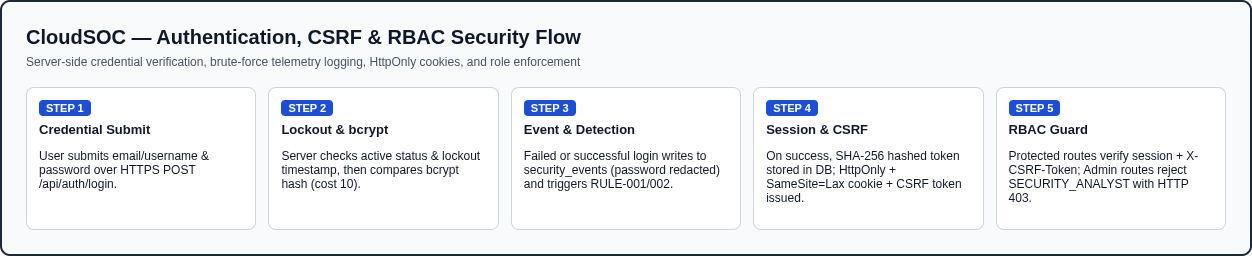 CloudSOC — Authentication, CSRF & RBAC Security Flow
Server-side credential verification, brute-force telemetry logging, HttpOnly cookies, and role enforcement
STEP 1
Credential Submit
User submits email/username &
password over HTTPS POST
/api/auth/login.
STEP 2
Lockout & bcrypt
Server checks active status & lockout
timestamp, then compares bcrypt
hash (cost 10).
STEP 3
Event & Detection
Failed or successful login writes to
security_events (password redacted)
and triggers RULE-001/002.
STEP 4
Session & CSRF
On success, SHA-256 hashed token
stored in DB; HttpOnly +
SameSite=Lax cookie + CSRF token
issued.
STEP 5
RBAC Guard
Protected routes verify session + X-
CSRF-Token; Admin routes reject
SECURITY_ANALYST with HTTP
403.